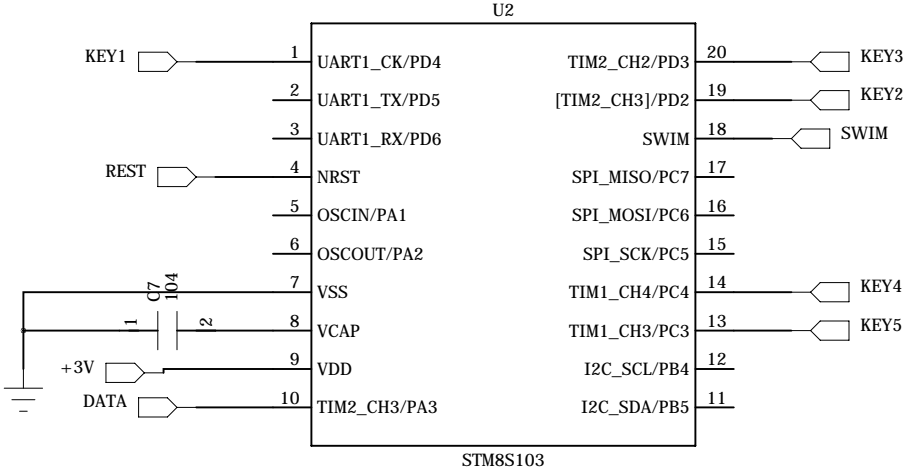 U2
KEY1 1 UART1_CK/PD4 TIM2_CH2/PD3 20 KEY3
2 UART1_TX/PD5 [TIM2_CH3]/PD2 19 KEY2
3 UART1_RX/PD6 SWIM 18 SWIM
REST 4 NRST SPI_MISO/PC7 17
5 OSCIN/PA1 SPI_MOSI/PC6 16
6 OSCOUT/PA2 SPI_SCK/PC5 15
C7 104
7 VSS TIM1_CH4/PC4 14 KEY4
1 2 8 VCAP TIM1_CH3/PC3 13 KEY5
+3V 9 VDD I2C_SCL/PB4 12
DATA 10 TIM2_CH3/PA3 I2C_SDA/PB5 11
STM8S103